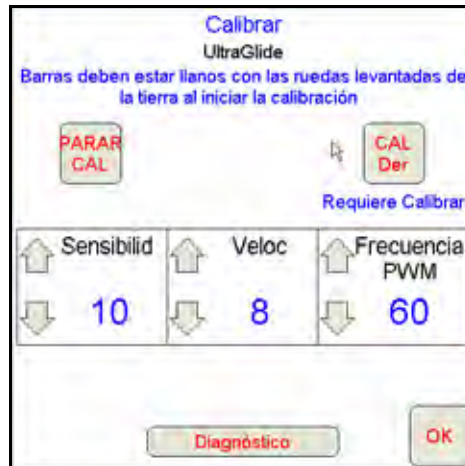 Calibrar
UltraGlide
Barras deben estar llanos con las ruedas levantadas de
la tierra al iniciar la calibración
PARAR
CAL
CAL
Der
Requiere Calibrar
Sensibilid
Veloc
Frecuencia
PWM
10
8
60
Diagnòstico
OK